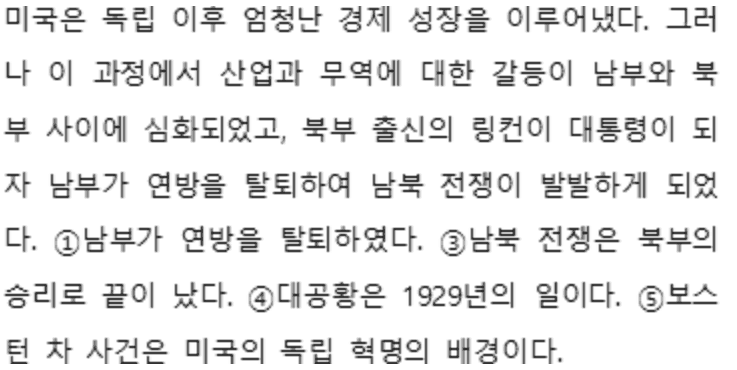 미국은 독립 이후 엄청난 경제 성장을 이루어냈다. 그러
나 이 과정에서 산업과 무역에 대한 갈등이 남부와 북
부 사이에 심화되었고, 북부 출신의 링컨이 대통령이 되
자 남부가 연방을 탈퇴하여 남북 전쟁이 발발하게 되었
다. ①남부가 연방을 탈퇴하였다. ③남북 전쟁은 북부의
승리로 끝이 났다. ④대공황은 1929년의 일이다. ⑤보스
턴 차 사건은 미국의 독립 혁명의 배경이다.